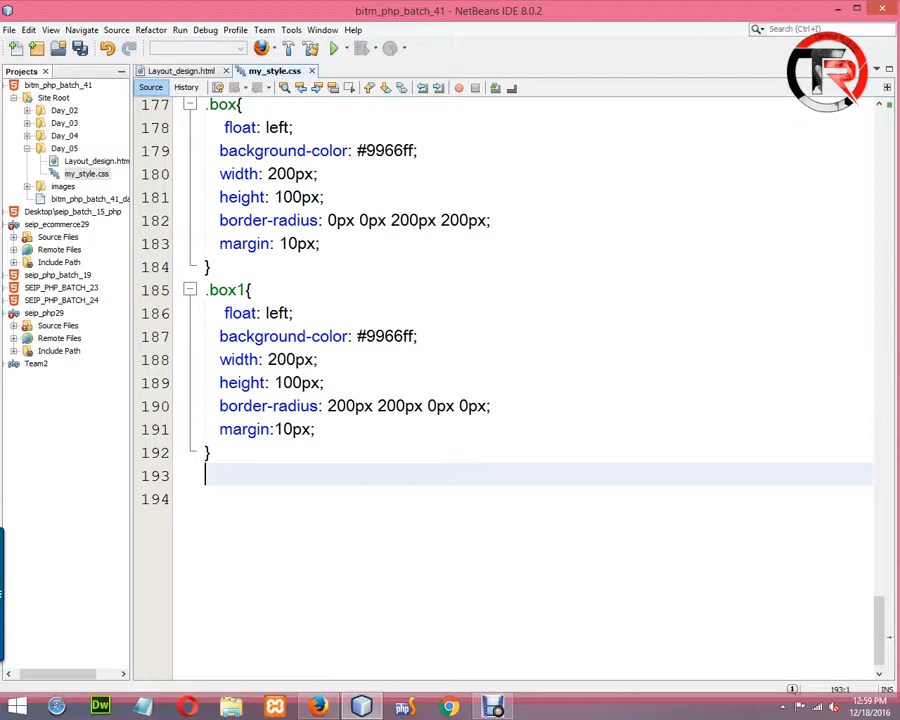 bitm_php_batch_41 - NetBeans IDE 8.0.2
File Edit View Navigate Source Refactor Run Debug Profile Team Tools Window Help
Search (Ctrl+I)
Projects
Layout_design.html my_style.css
Source History
bitm_php_batch_41
Site Root
Day_02
Day_03
Day_04
Day_05
Layout_design.htm
my_style.css
images
bitm_php_batch_41_da
Desktop\seip_batch_15_php
seip_ecommerce29
Source Files
Remote Files
Include Path
seip_php_batch_19
SEIP_PHP_BATCH_23
SEIP_PHP_BATCH_24
seip_php29
Source Files
Remote Files
Include Path
Team2
177 .box{
178 float: left;
179 background-color: #9966ff;
180 width: 200px;
181 height: 100px;
182 border-radius: 0px 0px 200px 200px;
183 margin: 10px;
184 }
185 .box1{
186 float: left;
187 background-color: #9966ff;
188 width: 200px;
189 height: 100px;
190 border-radius: 200px 200px 0px 0px;
191 margin:10px;
192 }
193
194
1 193:1 INS
Dw
php
12:59 PM
12/18/2016